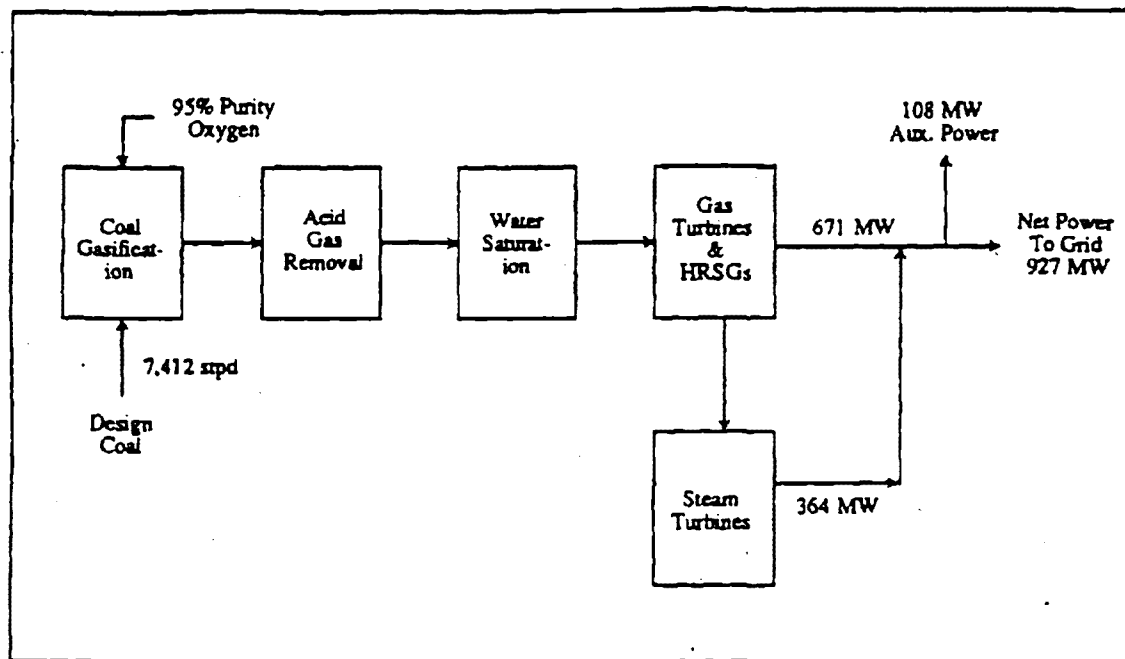 95% Purity
Oxygen
108 MW
Aux. Power
Coal
Gasificat-
ion
Acid
Gas
Removal
Water
Saturat-
ion
Gas
Turbines
&
HRSGs
671 MW
Net Power
To Grid
927 MW
7,412 stpd
Design
Coal
Steam
Turbines
364 MW